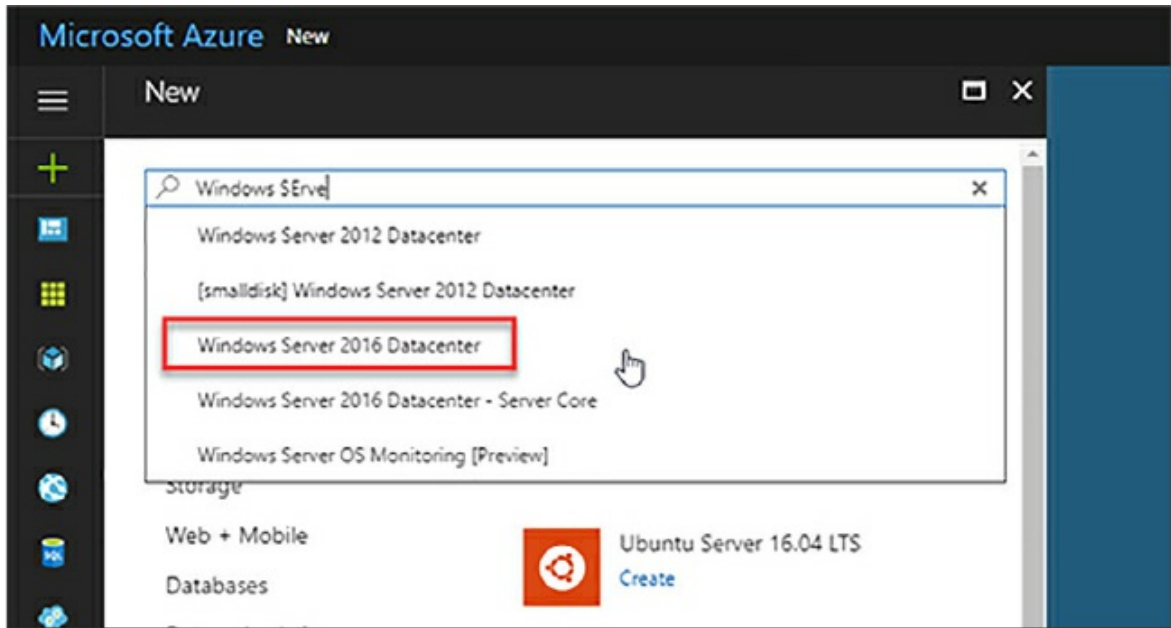 Microsoft Azure New
New
Windows SErve
Windows Server 2012 Datacenter
[smalldisk] Windows Server 2012 Datacenter
Windows Server 2016 Datacenter
Windows Server 2016 Datacenter - Server Core
Windows Server OS Monitoring [Preview]
Storage
Web + Mobile
Ubuntu Server 16.04 LTS
Databases
Create
SQL